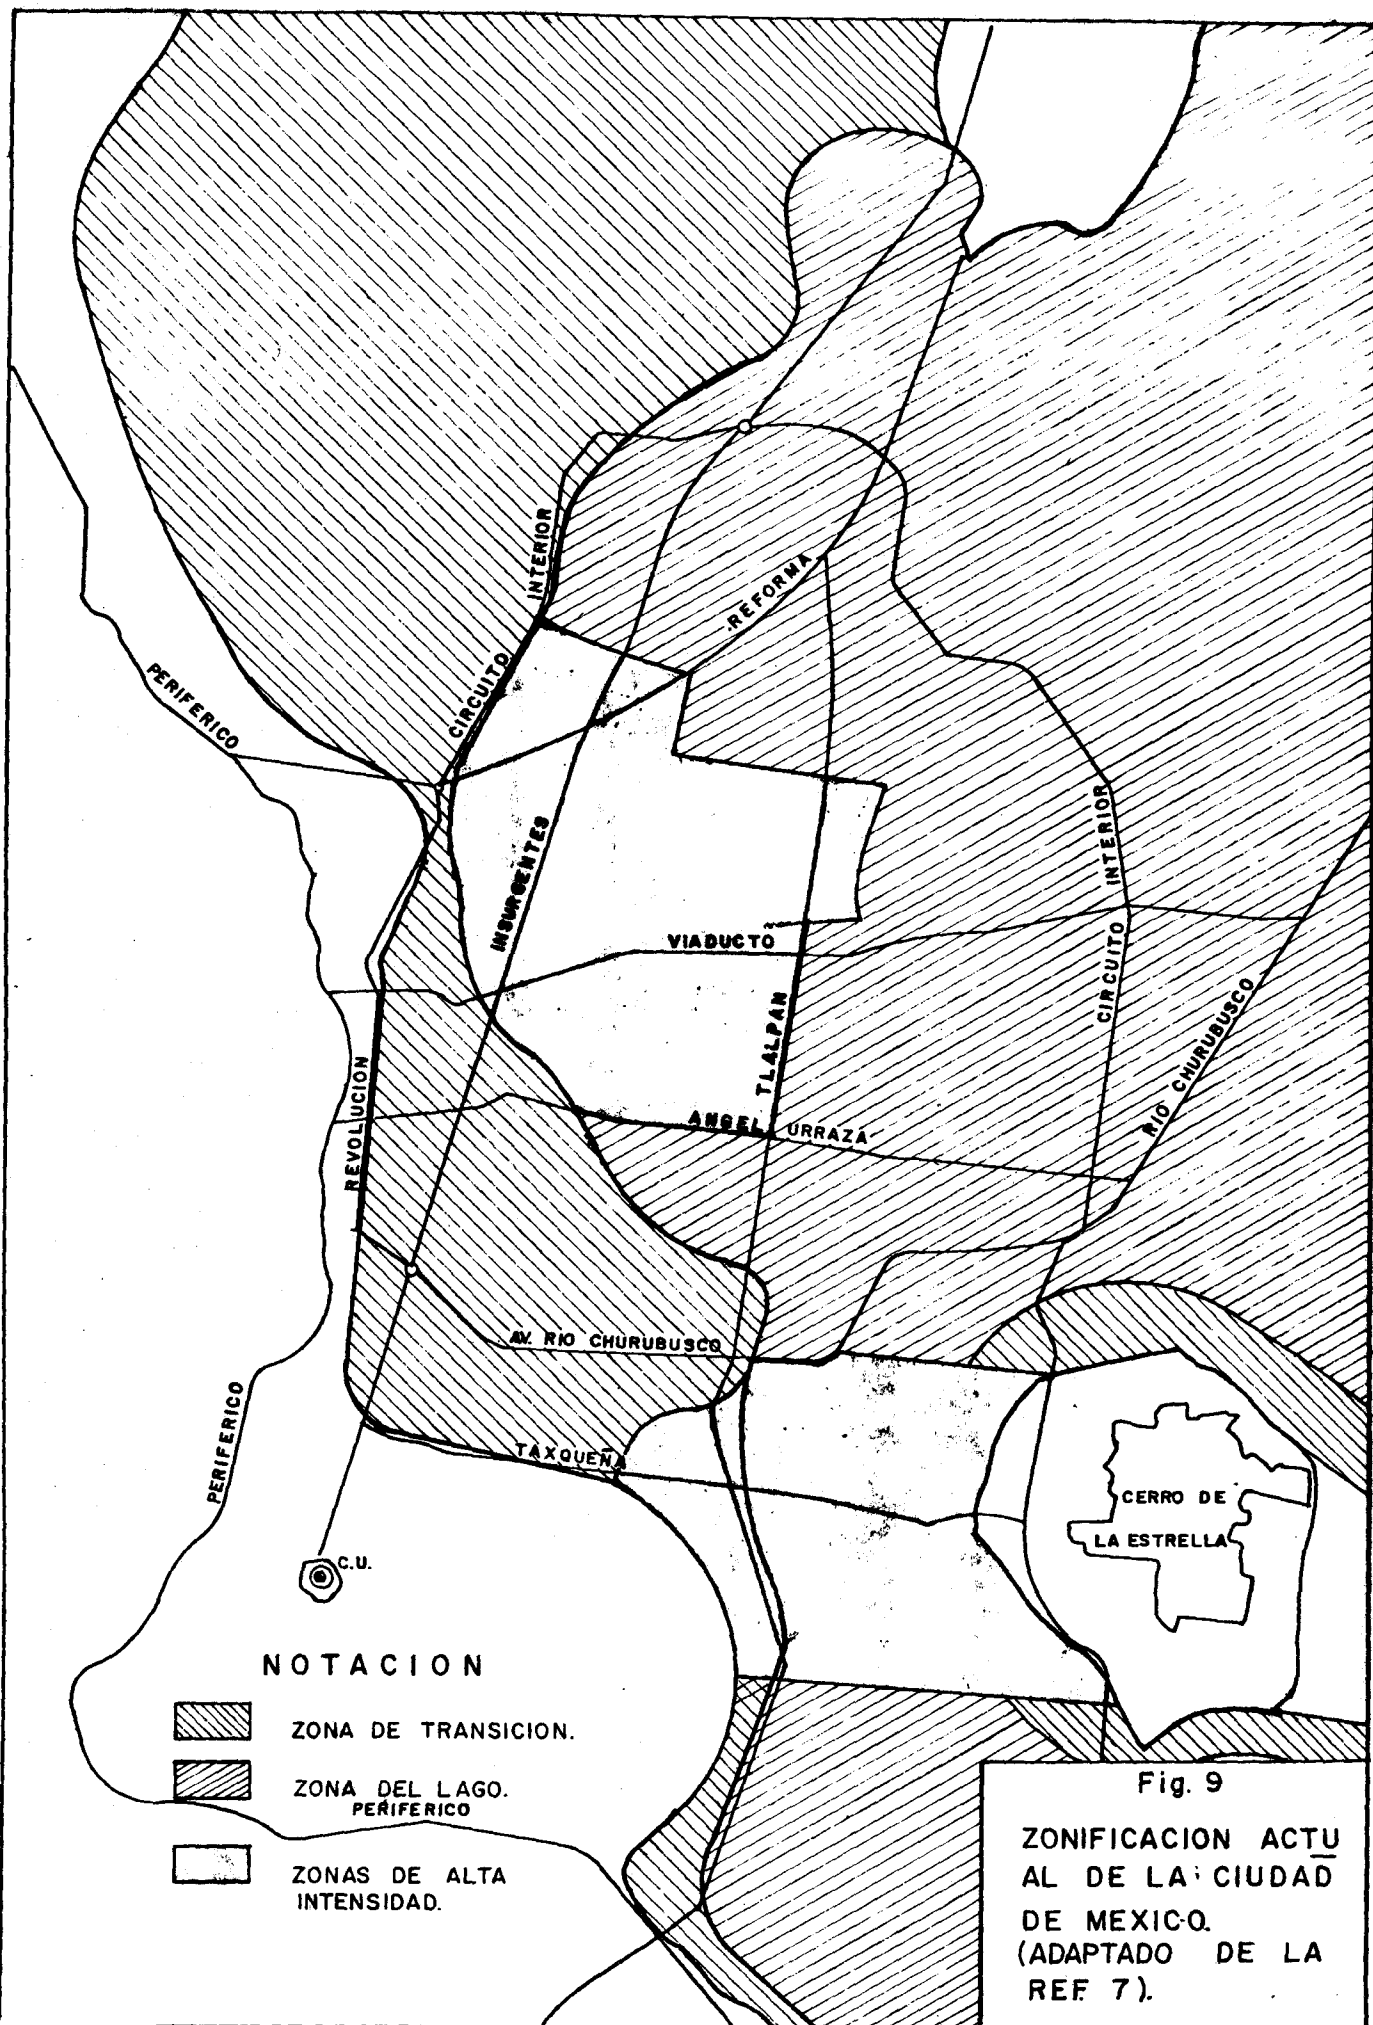 INTERIOR
REFORMA
CIRCUITO
PERIFERICO
INSURGENTES
INTERIOR
VIADUCTO
CIRCUITO
TLALPAN
RIO CHURUBUSCO
REVOLUCION
ANGEL URRAZA
AV. RIO CHURUBUSCO
PERIFERICO
TAXQUEÑA
CERRO DE
LA ESTRELLA
C.U.
NOTACION
ZONA DE TRANSICION.
ZONA DEL LAGO.
PERIFERICO
ZONAS DE ALTA
INTENSIDAD.
Fig. 9
ZONIFICACION ACTU
AL DE LA CIUDAD
DE MEXICO.
(ADAPTADO DE LA
REF. 7).